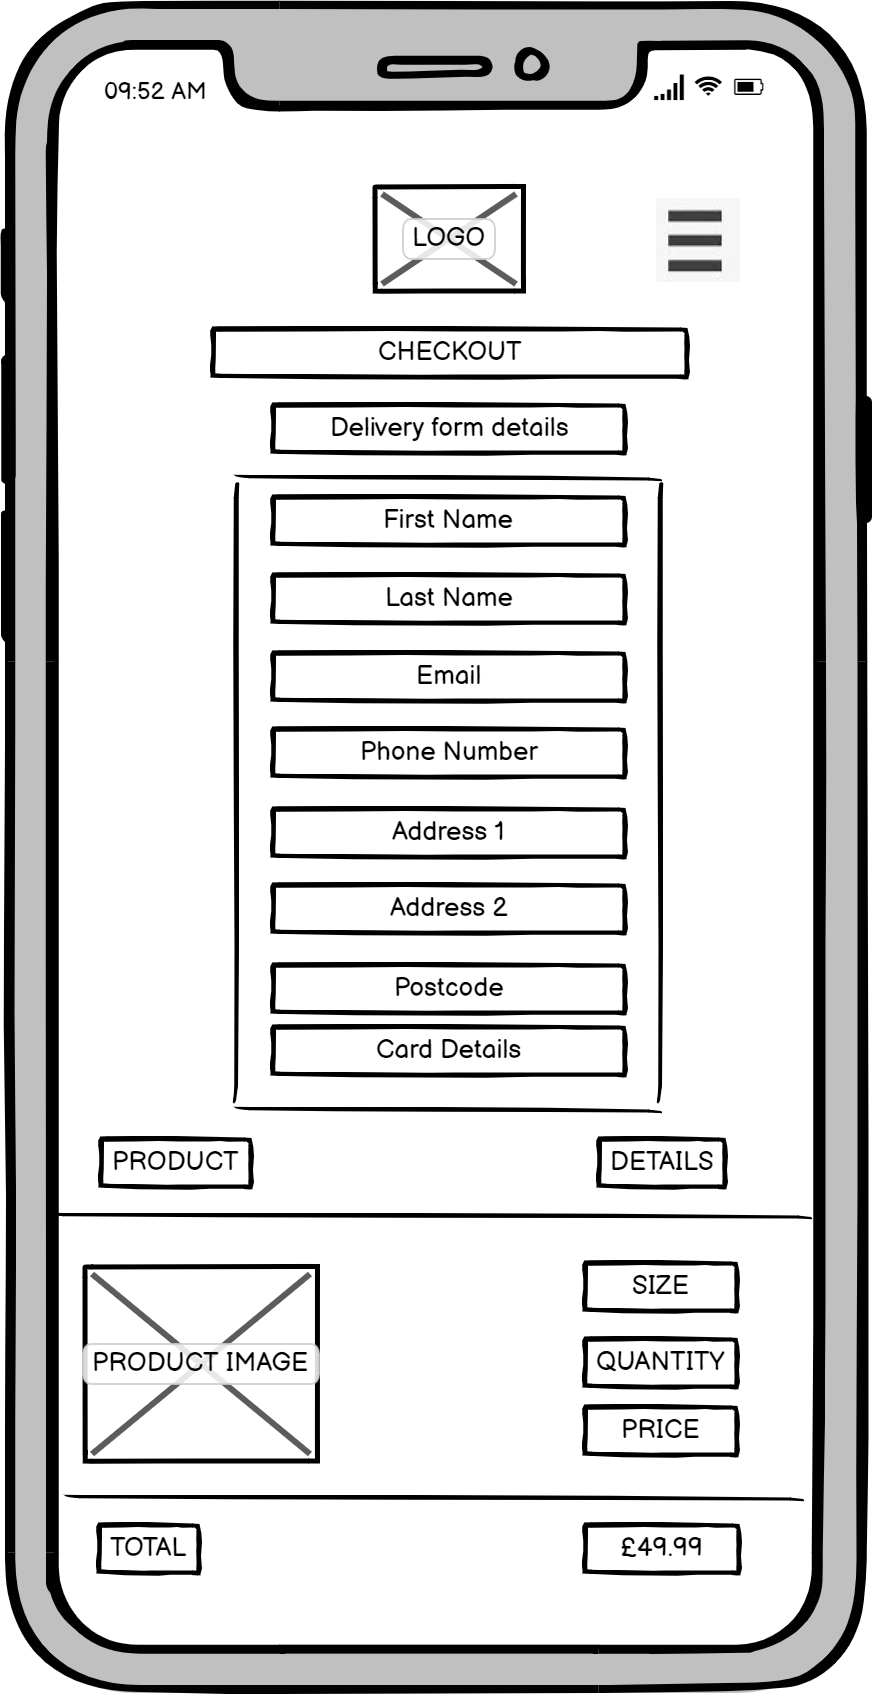 09:52 AM
LOGO
CHECKOUT
Delivery form details
First Name
Last Name
Email
Phone Number
Address 1
Address 2
Postcode
Card Details
PRODUCT
DETAILS
SIZE
PRODUCT IMAGE
QUANTITY
PRICE
TOTAL
£49.99